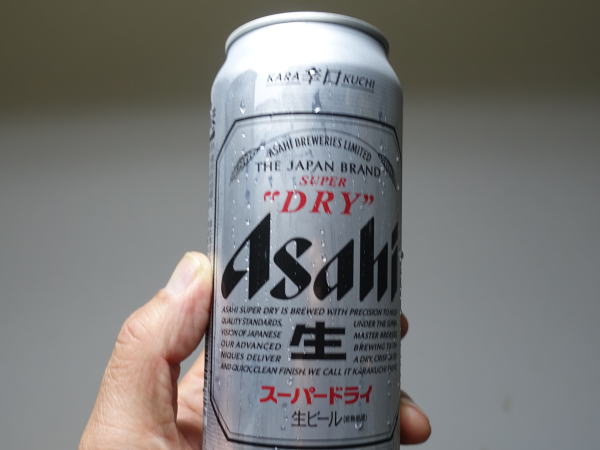 KARA 辛口 KUCHI
ASAHI BREWERIES LIMITED
THE JAPAN BRAND
SUPER
"DRY"
Asahi
ASAHI SUPER DRY IS BREWED WITH PRECISION TO
QUALITY STANDARDS, UNDER THE
VISION OF JAPANESE MASTER
OUR ADVANCED BREWING
NIQUES DELIVER A DRY, CRISP
生
AND QUICK, CLEAN FINISH. WE CALL IT KARAKUCHI
スーパードライ
生ビール